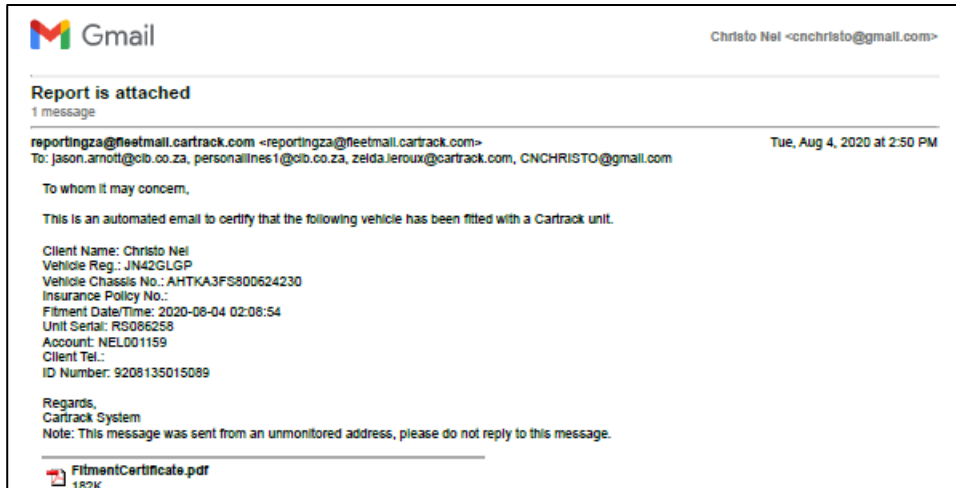 Gmail
Christo Nel <cnchristo@gmail.com>
Report is attached
1 message
reportingza@fleetmail.cartrack.com <reportingza@fleetmail.cartrack.com>
Tue, Aug 4, 2020 at 2:50 PM
To: jason.arnott@cib.co.za, personallines1@cib.co.za, zelda.leroux@cartrack.com, CNCHRISTO@gmail.com
To whom it may concern,
This is an automated email to certify that the following vehicle has been fitted with a Cartrack unit.
Client Name: Christo Nel
Vehicle Reg.: JN42GLGP
Vehicle Chassis No.: AHTKA3FS800624230
Insurance Policy No.:
Fitment Date/Time: 2020-08-04 02:08:54
Unit Serial: RS086258
Account: NEL001159
Client Tel.:
ID Number: 9208135015089
Regards,
Cartrack System
Note: This message was sent from an unmonitored address, please do not reply to this message.
FitmentCertificate.pdf
182K